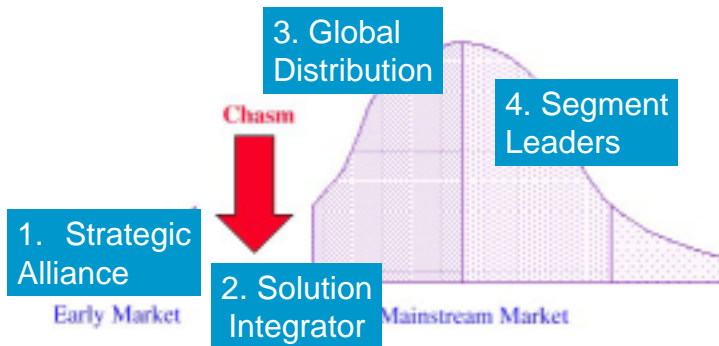 3. Global
Distribution
Chasm
4. Segment
Leaders
1. Strategic
Alliance
2. Solution
Integrator
Early Market
Mainstream Market